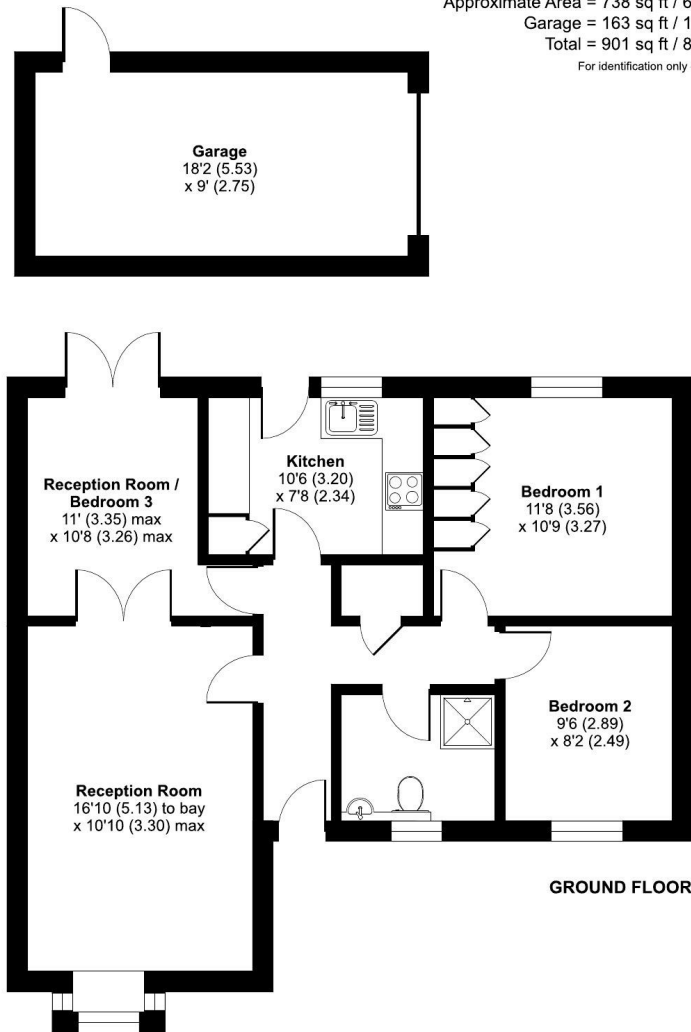 Approximate Area = 738 sq ft / 6
Garage = 163 sq ft / 1
Total = 901 sq ft / 8
For identification only
Garage
18'2 (5.53)
x 9' (2.75)
Reception Room /
Bedroom 3
11' (3.35) max
x 10'8 (3.26) max
Kitchen
10'6 (3.20)
x 7'8 (2.34)
Bedroom 1
11'8 (3.56)
x 10'9 (3.27)
Bedroom 2
9'6 (2.89)
x 8'2 (2.49)
Reception Room
16'10 (5.13) to bay
x 10'10 (3.30) max
GROUND FLOOR